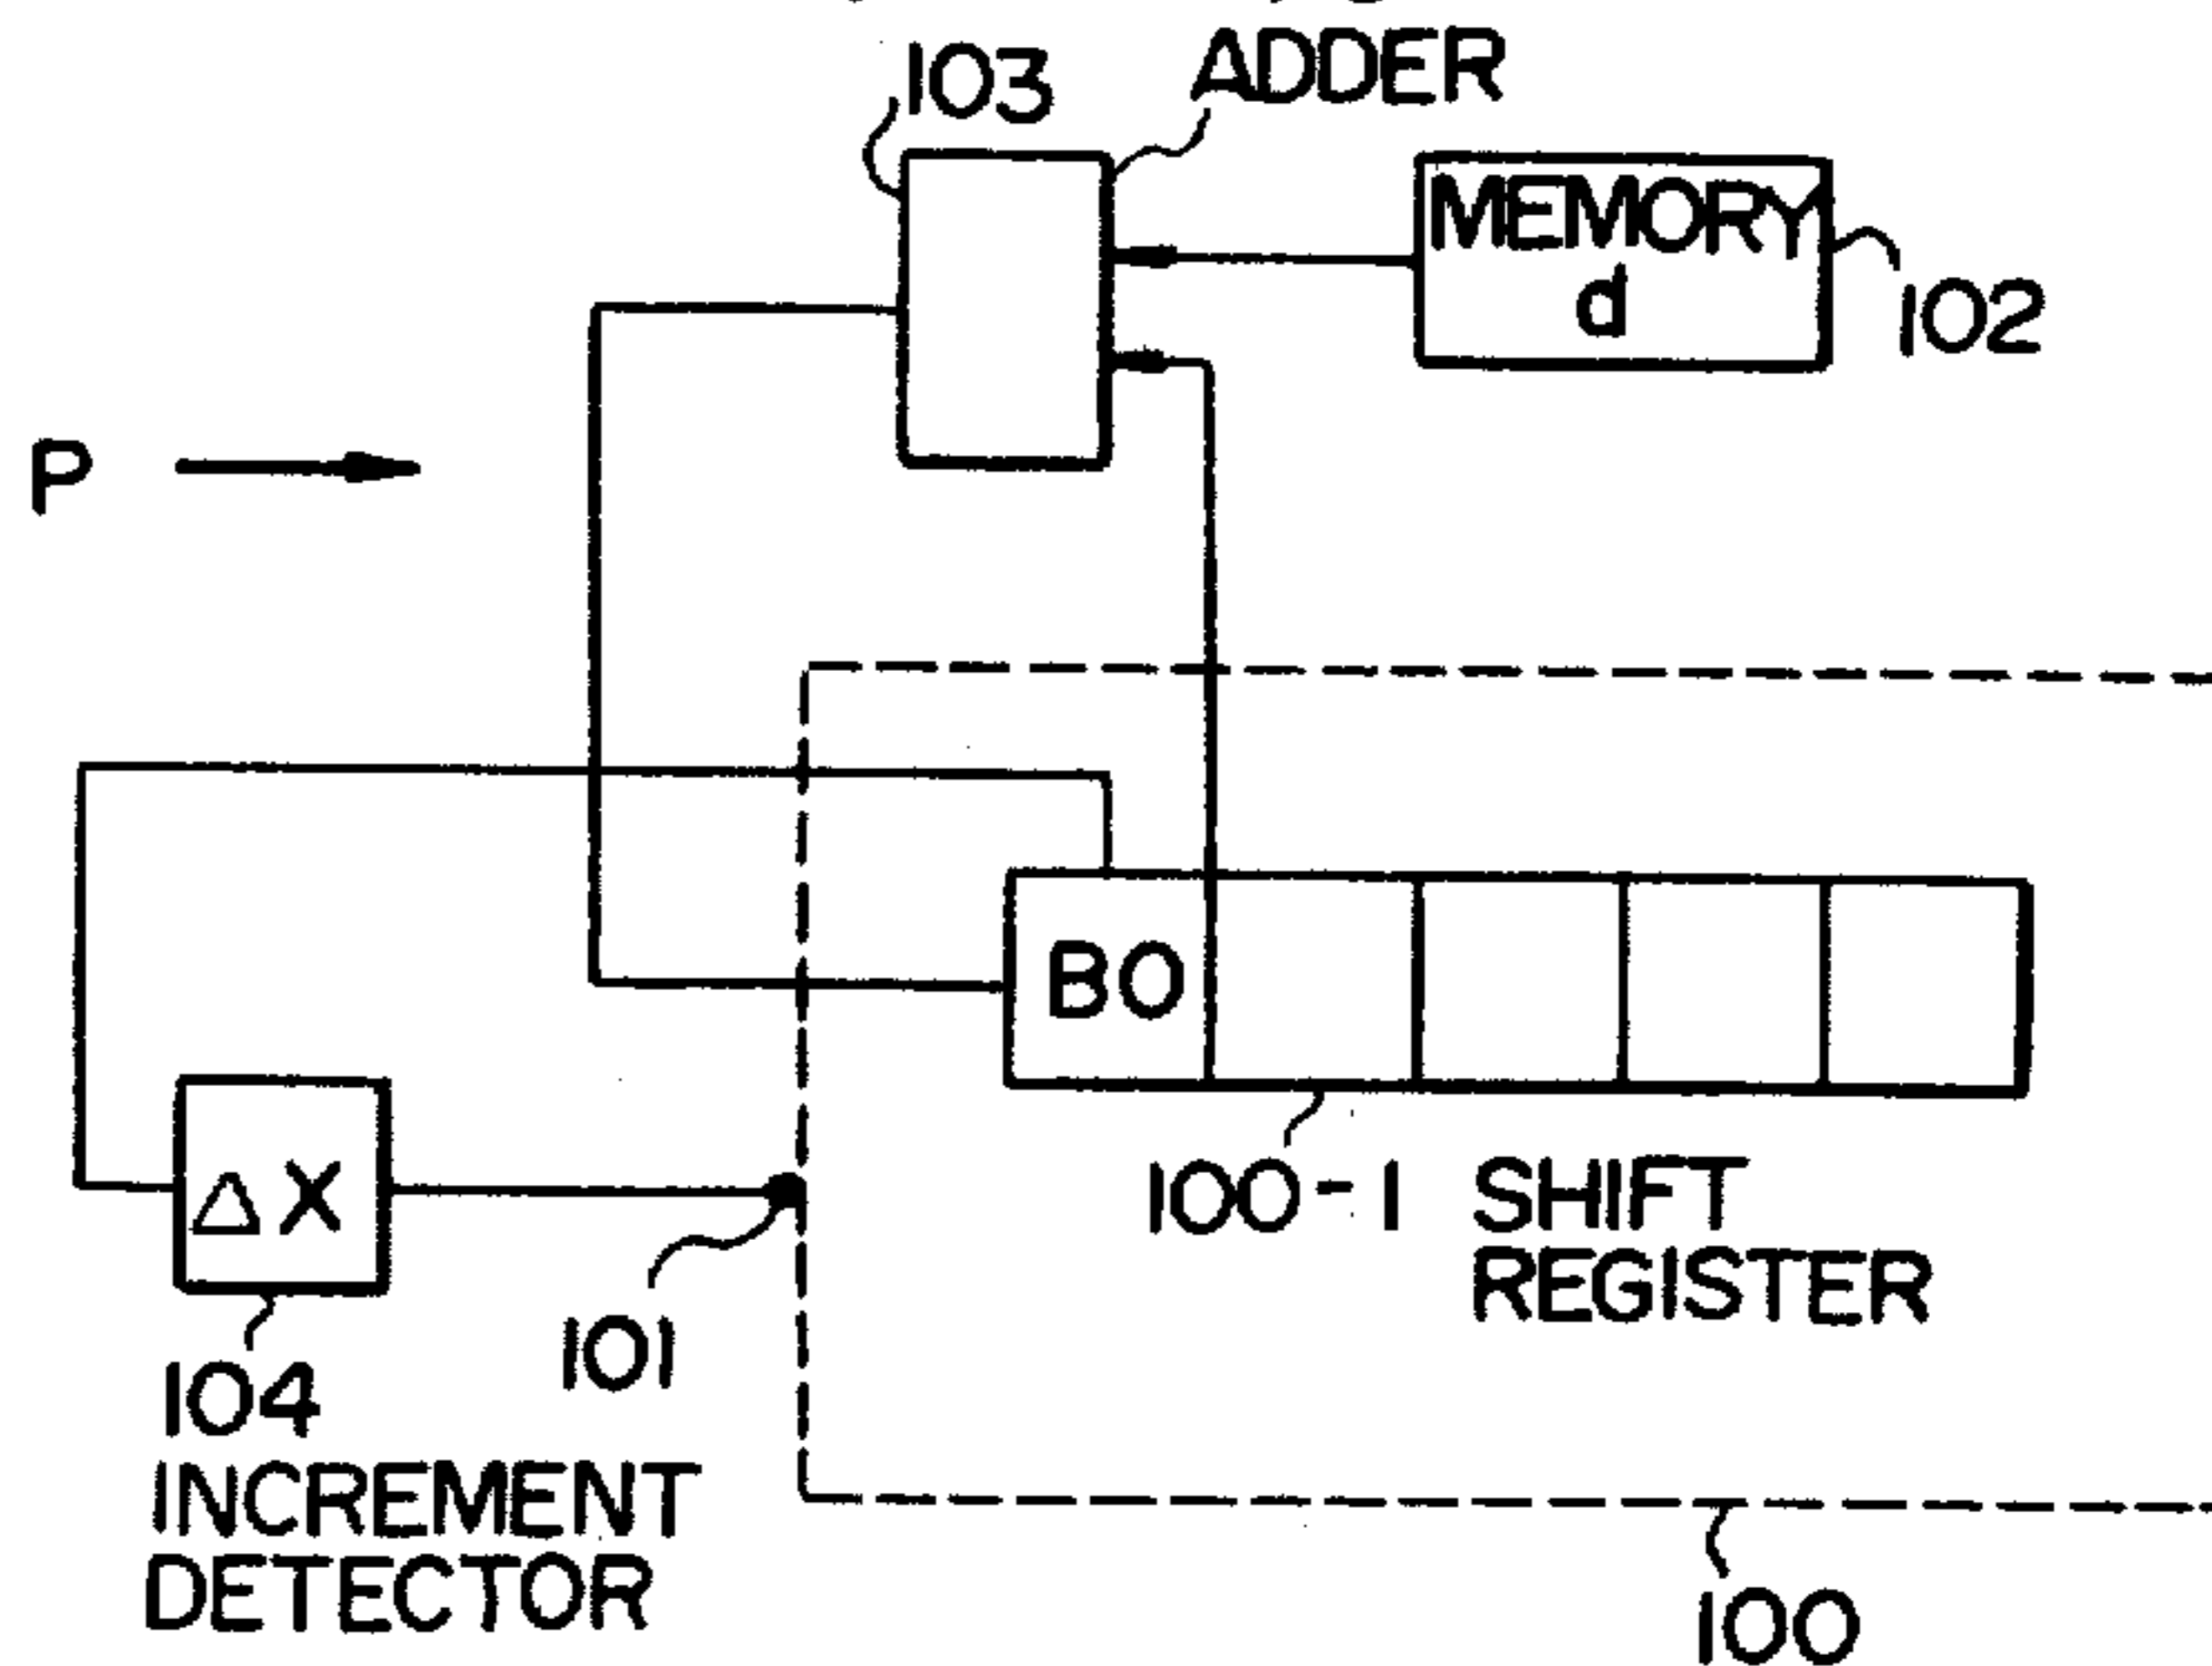 103
ADDER
MEMORY
d
102
P
BO
ΔX
100-1 SHIFT
REGISTER
101
104
INCREMENT
DETECTOR
100